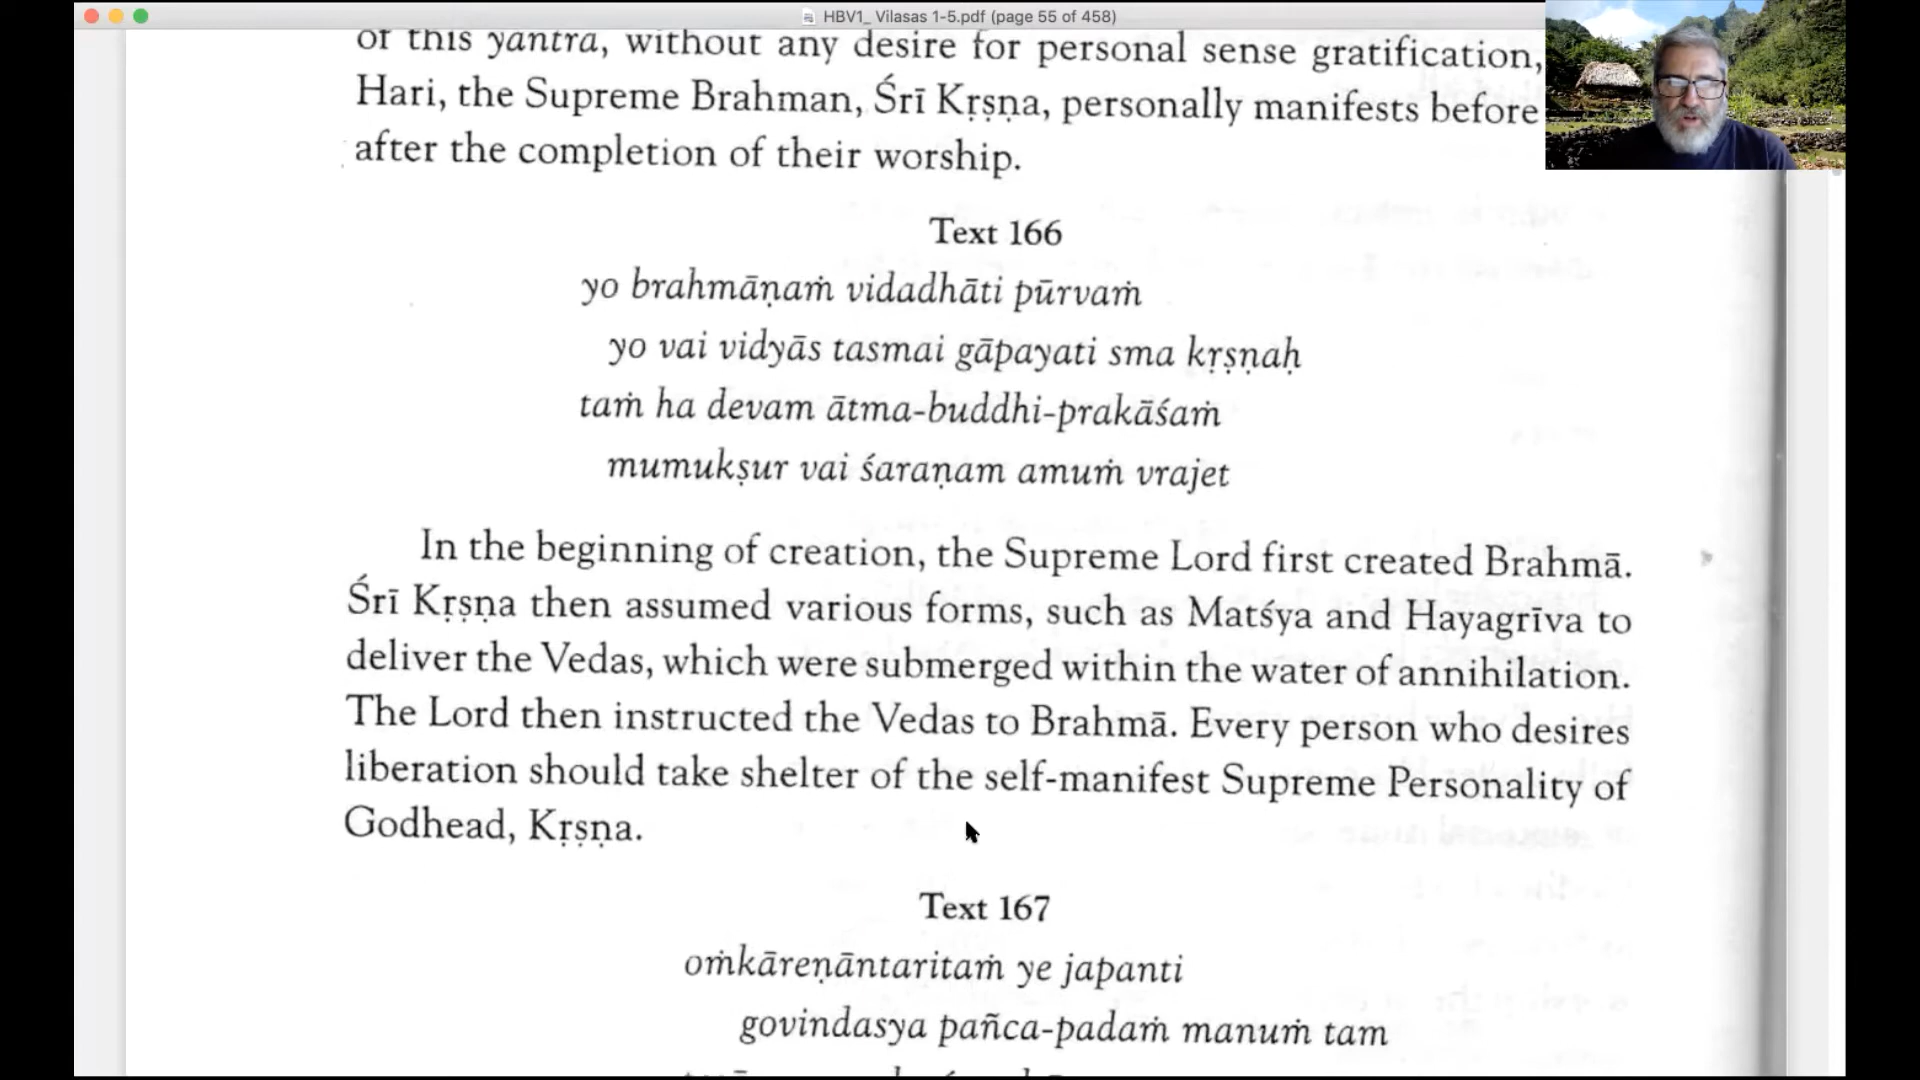 HBV1_ Vilasas 1-5.pdf (page 55 of 458)
of this yantra, without any desire for personal sense gratification,
Hari, the Supreme Brahman, Śrī Kṛṣṇa, personally manifests before
after the completion of their worship.
Text 166
yo brahmāṇaṁ vidadhāti pūrvaṁ
yo vai vidyās tasmai gāpayati sma kṛṣṇaḥ
taṁ ha devam ātma-buddhi-prakāśaṁ
mumukṣur vai śaraṇam amuṁ vrajet
In the beginning of creation, the Supreme Lord first created Brahmā.
Śrī Kṛṣṇa then assumed various forms, such as Matśya and Hayagrīva to
deliver the Vedas, which were submerged within the water of annihilation.
The Lord then instructed the Vedas to Brahmā. Every person who desires
liberation should take shelter of the self-manifest Supreme Personality of
Godhead, Kṛṣṇa.
Text 167
oṁkāreṇāntaritaṁ ye japanti
govindasya pañca-padaṁ manuṁ tam